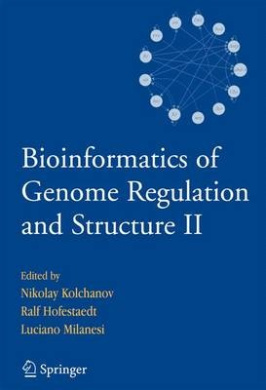 Bioinformatics of
Genome Regulation
and Structure II
Edited by
Nikolay Kolchanov
Ralf Hofestaedt
Luciano Milanesi
Springer